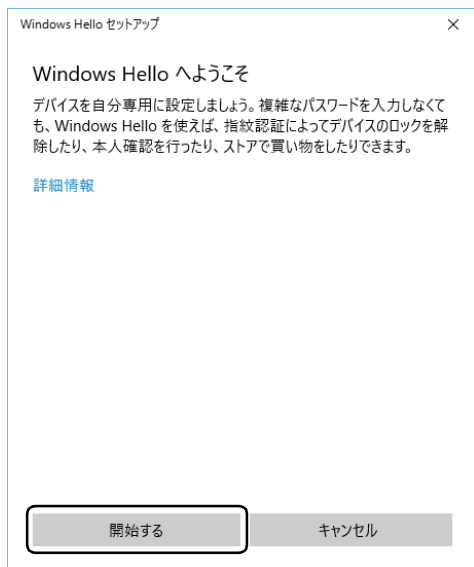 Windows Hello セットアップ
Windows Hello へようこそ
デバイスを自分専用に設定しましょう。複雑なパスワードを入力しなくて
も、Windows Hello を使えば、指紋認証によってデバイスのロックを解
除したり、本人確認を行ったり、ストアで買い物をしたりできます。
詳細情報
開始する
キャンセル